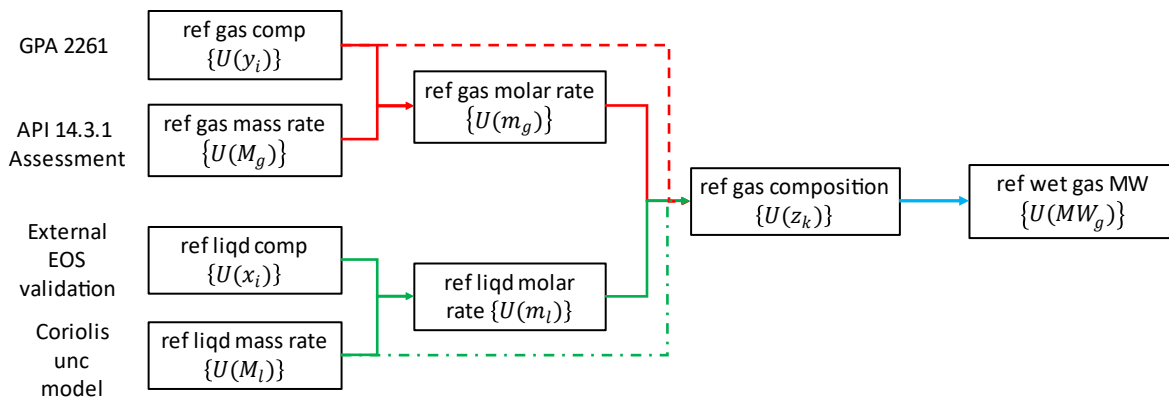 GPA 2261
ref gas comp
{U(y_i)}
API 14.3.1
Assessment
ref gas mass rate
{U(M_g)}
ref gas molar rate
{U(m_g)}
External
EOS
validation
ref liqd comp
{U(x_i)}
Coriolis
unc
model
ref liqd mass rate
{U(M_l)}
ref liqd molar
rate {U(m_l)}
ref gas composition
{U(z_k)}
ref wet gas MW
{U(MW_g)}